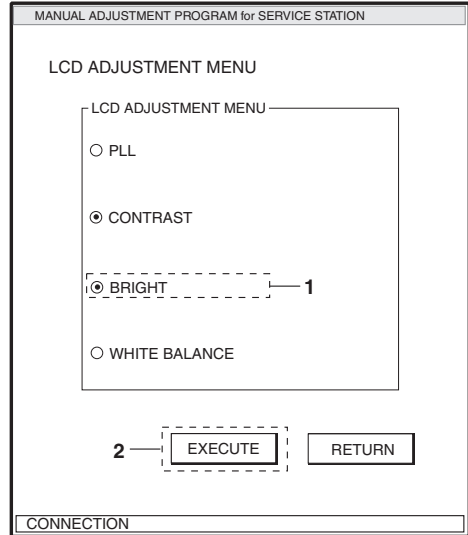 MANUAL ADJUSTMENT PROGRAM for SERVICE STATION
LCD ADJUSTMENT MENU
LCD ADJUSTMENT MENU
PLL
CONTRAST
BRIGHT
1
WHITE BALANCE
2
EXECUTE
RETURN
CONNECTION